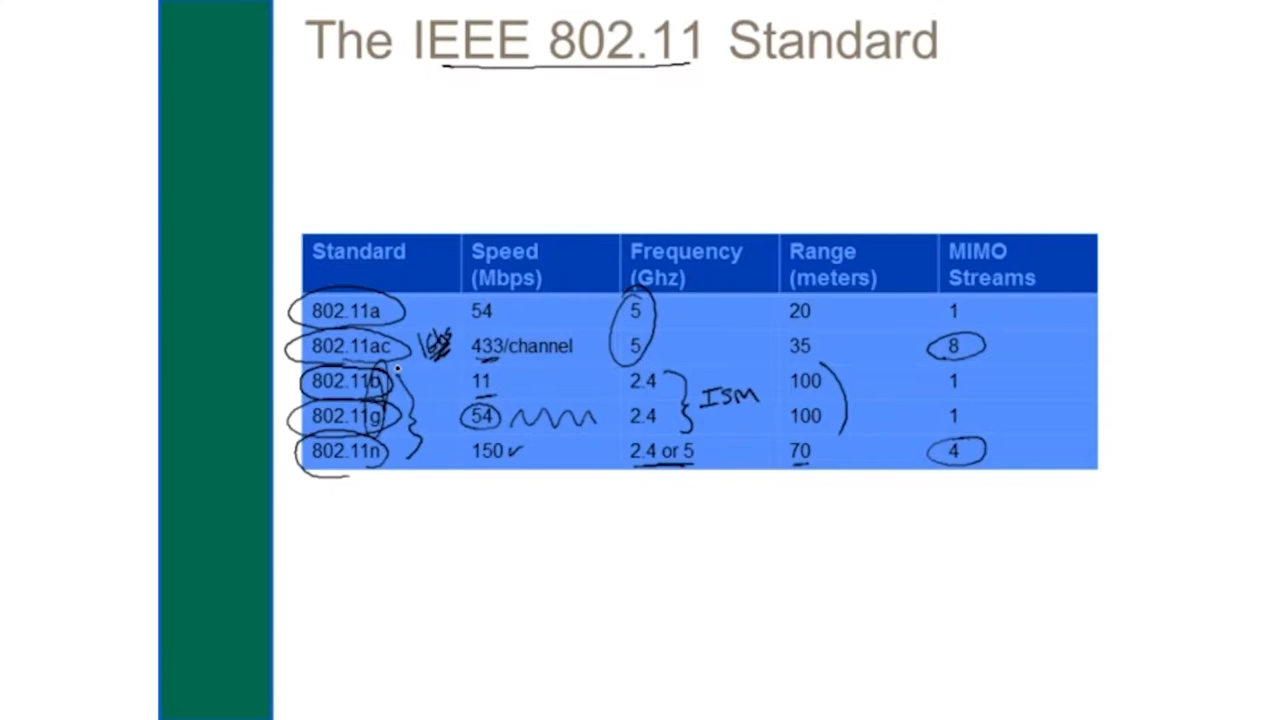 The IEEE 802.11 Standard
Standard Speed (Mbps) Frequency (Ghz) Range (meters) MIMO Streams
802.11a 54 5 20 1
802.11ac 433/channel 5 35 8
802.11b 11 2.4 100 1
ISM
802.11g 54 2.4 100 1
802.11n 150 2.4 or 5 70 4